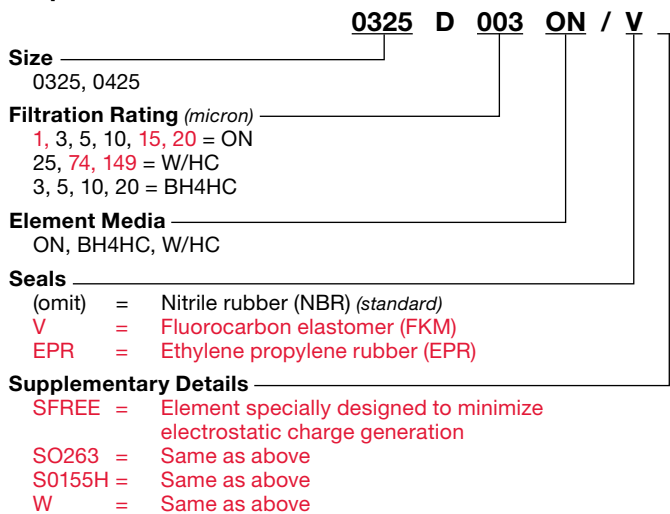 0325 D 003 ON / V
Size
0325, 0425
Filtration Rating (micron)
1, 3, 5, 10, 15, 20 = ON
25, 74, 149 = W/HC
3, 5, 10, 20 = BH4HC
Element Media
ON, BH4HC, W/HC
Seals
(omit) = Nitrile rubber (NBR) (standard)
V = Fluorocarbon elastomer (FKM)
EPR = Ethylene propylene rubber (EPR)
Supplementary Details
SFREE = Element specially designed to minimize
electrostatic charge generation
SO263 = Same as above
S0155H = Same as above
W = Same as above